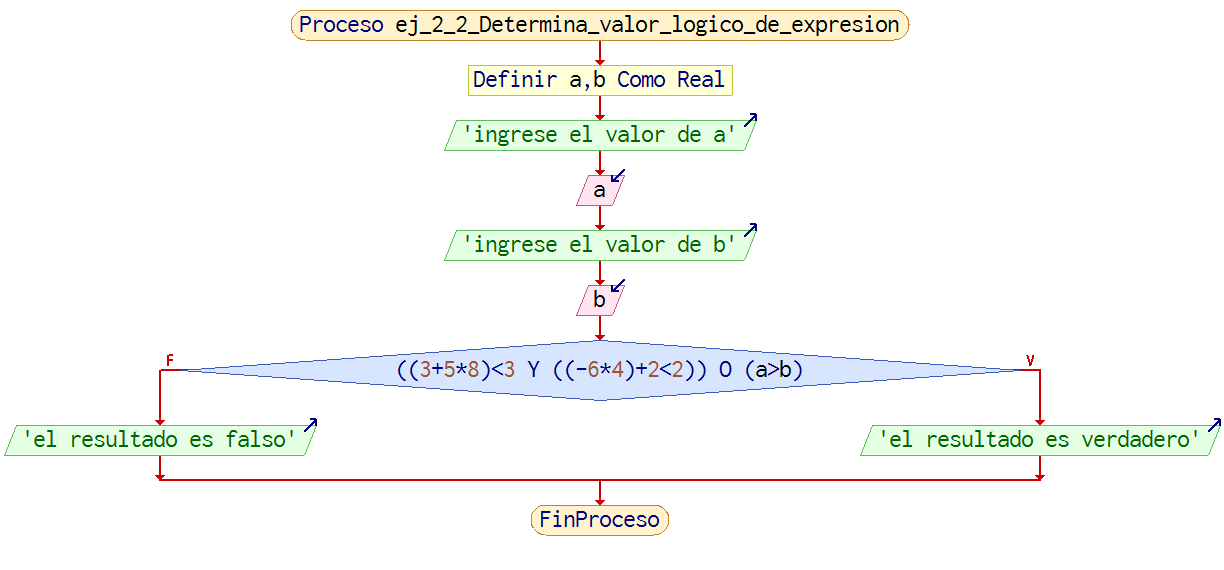 Proceso ej_2_2_Determina_valor_logico_de_expresion
Definir a,b Como Real
'ingrese el valor de a'
a
'ingrese el valor de b'
b
((3+5*8)<3 Y ((-6*4)+2<2)) O (a>b)
F
V
'el resultado es falso'
'el resultado es verdadero'
FinProceso